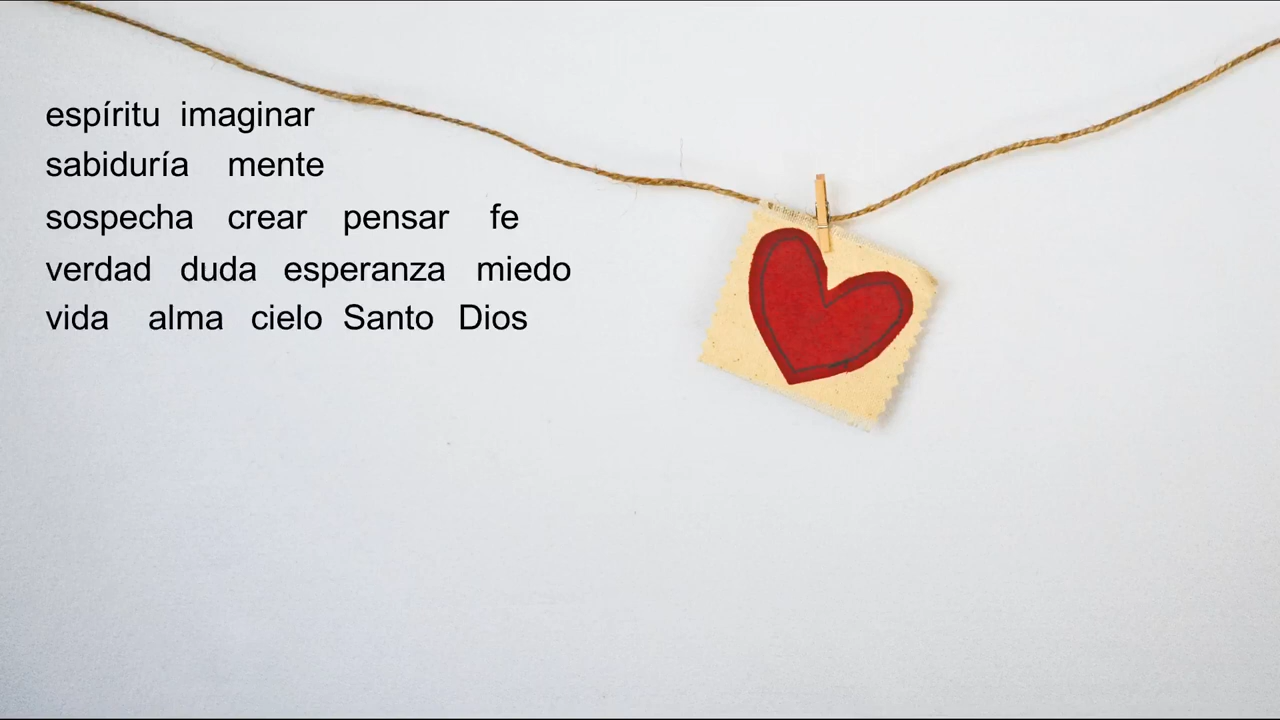 espíritu imaginar
sabiduría mente
sospecha crear pensar fe
verdad duda esperanza miedo
vida alma cielo Santo Dios